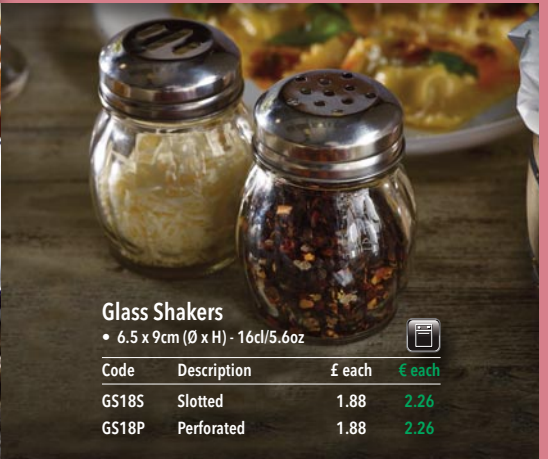 Glass Shakers
• 6.5 x 9cm (Ø x H) - 16cl/5.6oz
Code Description £ each € each
GS18S Slotted 1.88 2.26
GS18P Perforated 1.88 2.26